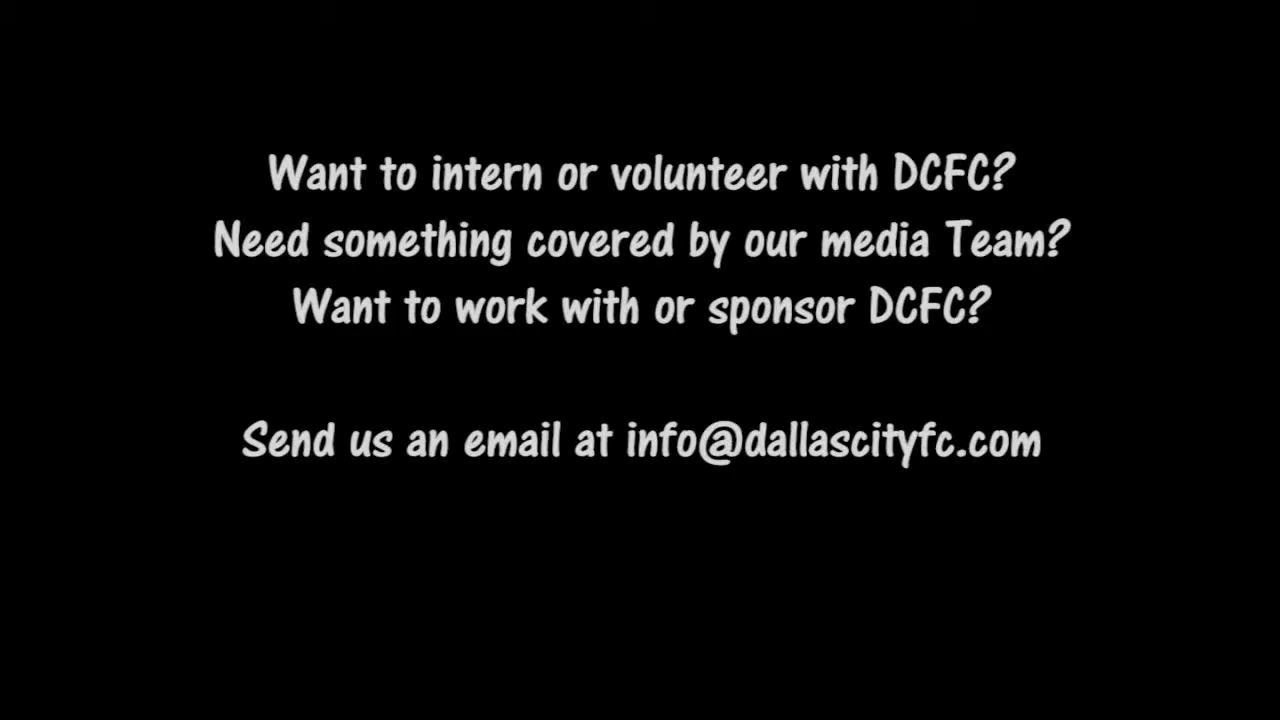 Want to intern or volunteer with DCFC?
Need something covered by our media Team?
Want to work with or sponsor DCFC?
Send us an email at info@dallascityfc.com